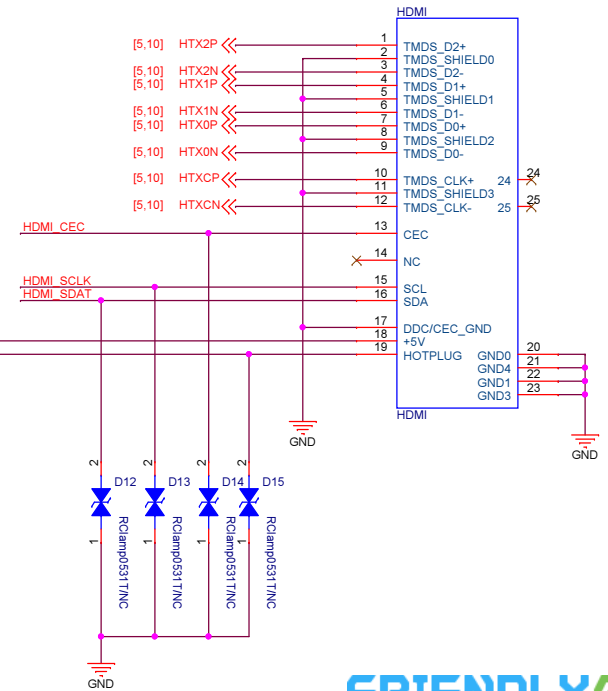 HDMI
[5,10] HTX2P 1 TMDS_D2+
2 TMDS_SHIELD0
[5,10] HTX2N 3 TMDS_D2-
[5,10] HTX1P 4 TMDS_D1+
5 TMDS_SHIELD1
[5,10] HTX1N 6 TMDS_D1-
[5,10] HTX0P 7 TMDS_D0+
8 TMDS_SHIELD2
[5,10] HTX0N 9 TMDS_D0-
[5,10] HTXCP 10 TMDS_CLK+ 24 24
11 TMDS_SHIELD3
[5,10] HTXCN 12 TMDS_CLK- 25 25
HDMI_CEC 13 CEC
14 NC
HDMI_SCLK 15 SCL
HDMI_SDAT 16 SDA
17 DDC/CEC_GND
18 +5V
19 HOTPLUG GND0 20
GND4 21
GND1 22
GND3 23
HDMI
GND
GND
2 D12 2 D13 2 D14 2 D15
RClamp0531T/NC RClamp0531T/NC RClamp0531T/NC RClamp0531T/NC
1 1 1 1
GND